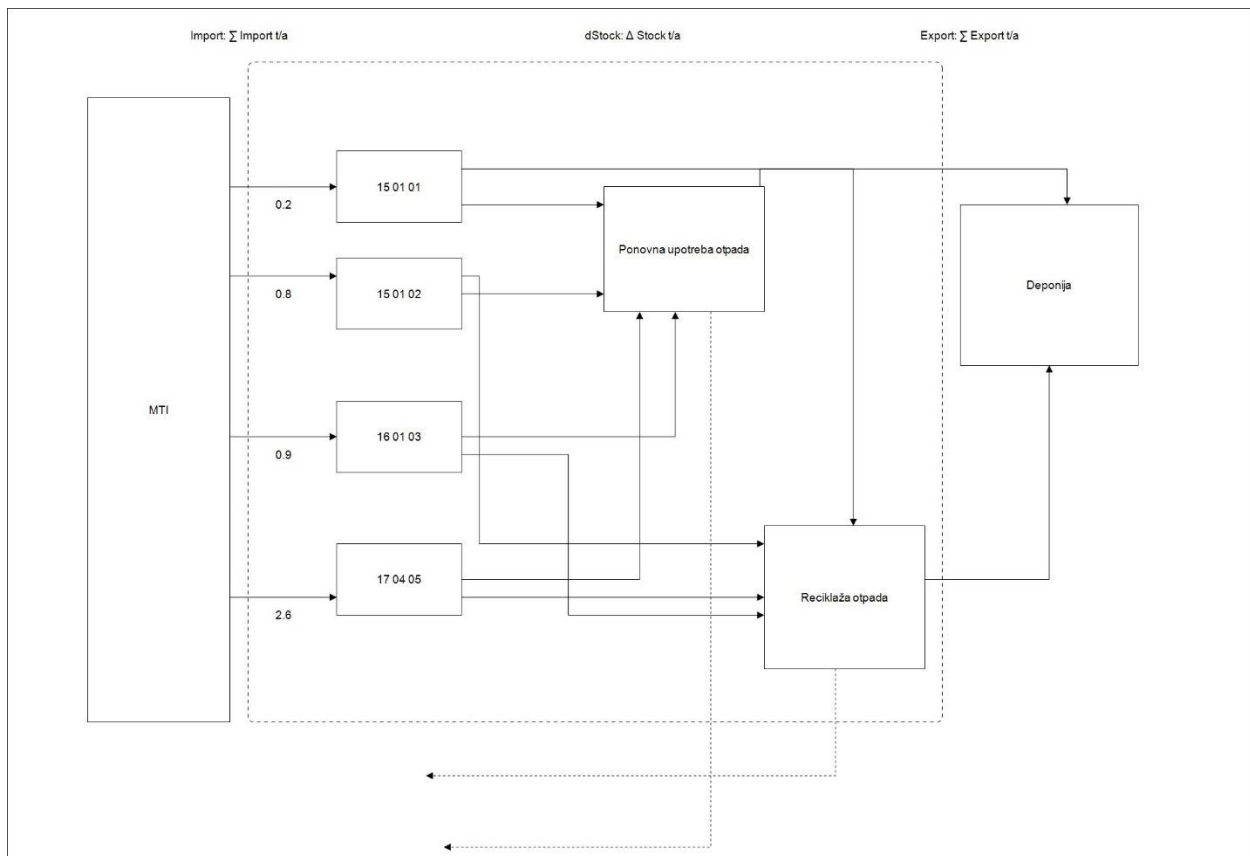 Import: ∑ Import t/a
dStock: Δ Stock t/a
Export: ∑ Export t/a
15 01 01
0.2
Ponovna upotreba otpada
15 01 02
0.8
Deponija
MTI
16 01 03
0.9
17 04 05
2.6
Reciklaža otpada